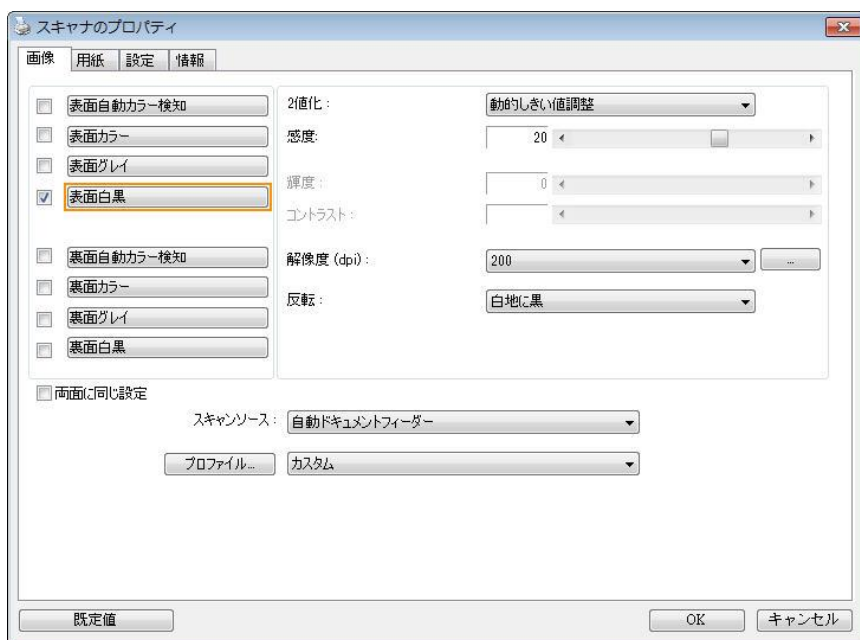 スキャナのプロパティ
画像 用紙 設定 情報
表面自動カラー検知
表面カラー
表面グレイ
表面白黒
裏面自動カラー検知
裏面カラー
裏面グレイ
裏面白黒
2値化： 動的しきい値調整
感度: 20
輝度： 0
コントラスト：
解像度 (dpi)： 200 ...
反転： 白地に黒
両面に同じ設定
スキャンソース： 自動ドキュメントフィーダー
プロファイル... カスタム
既定値 OK キャンセル